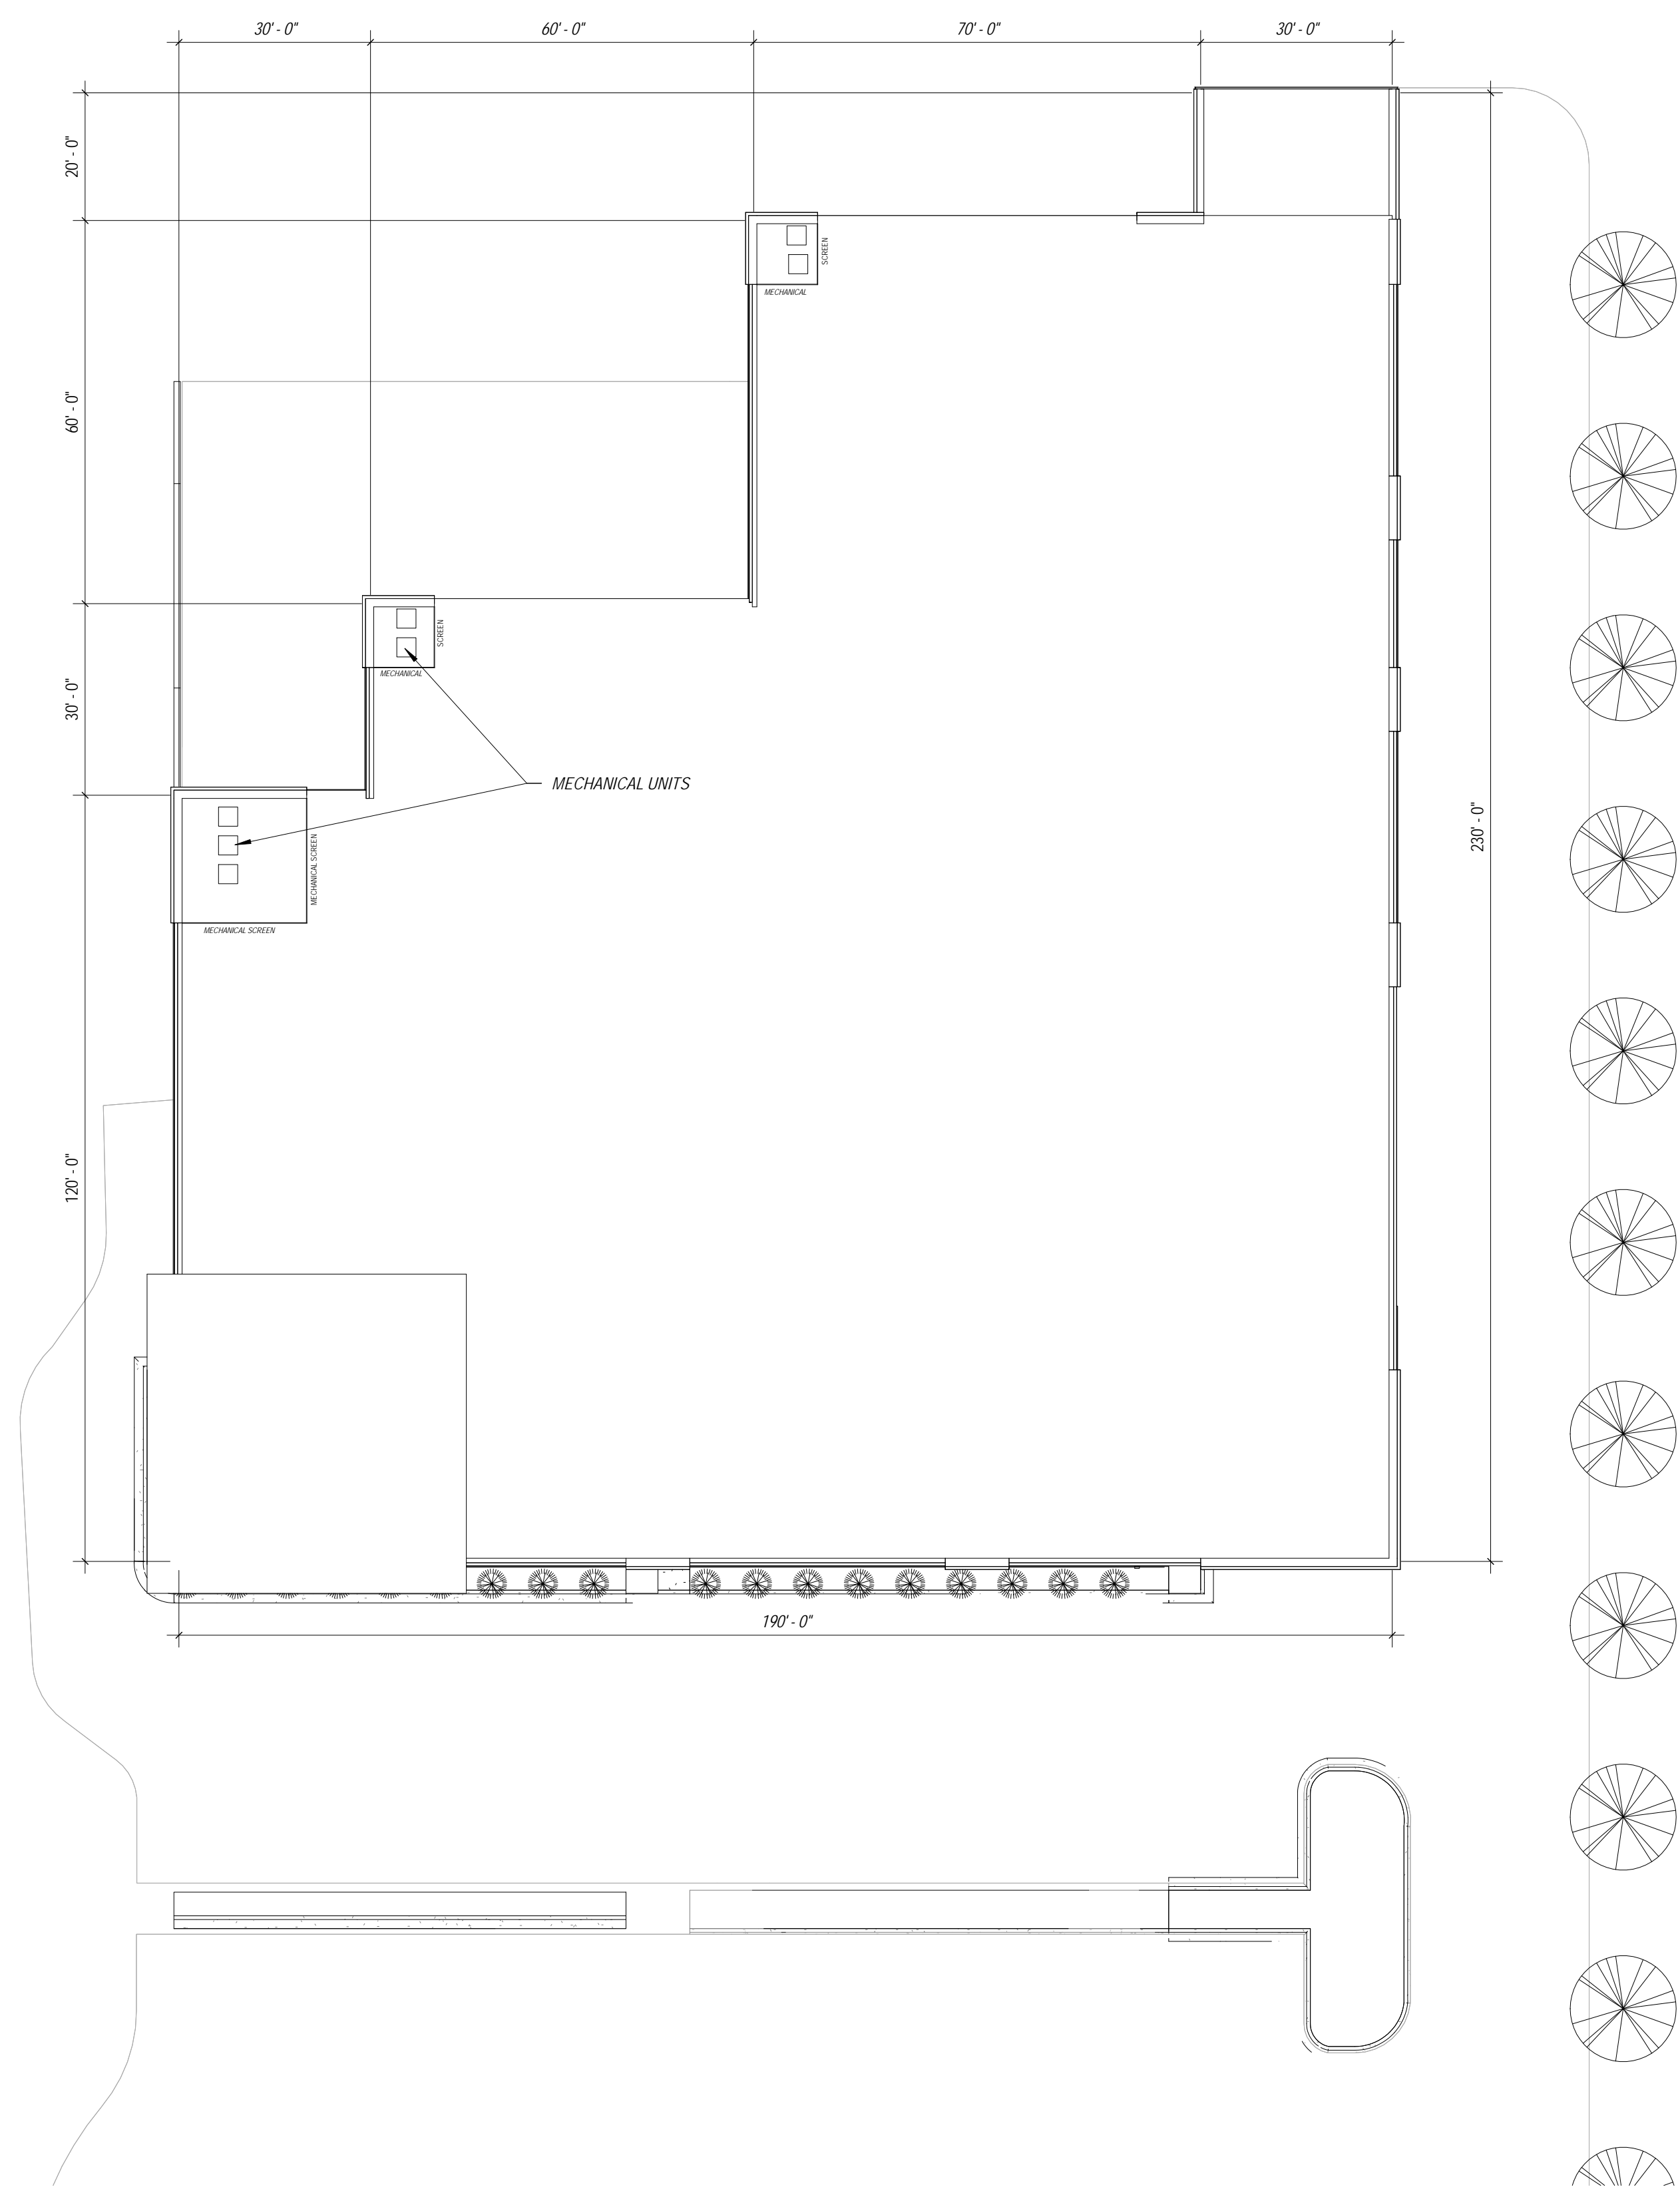 30' - 0"
60' - 0"
70' - 0"
30' - 0"
20' - 0"
SCREEN
MECHANICAL
60' - 0"
SCREEN
MECHANICAL
30' - 0"
MECHANICAL UNITS
230' - 0"
MECHANICAL SCREEN
MECHANICAL SCREEN
120' - 0"
190' - 0"